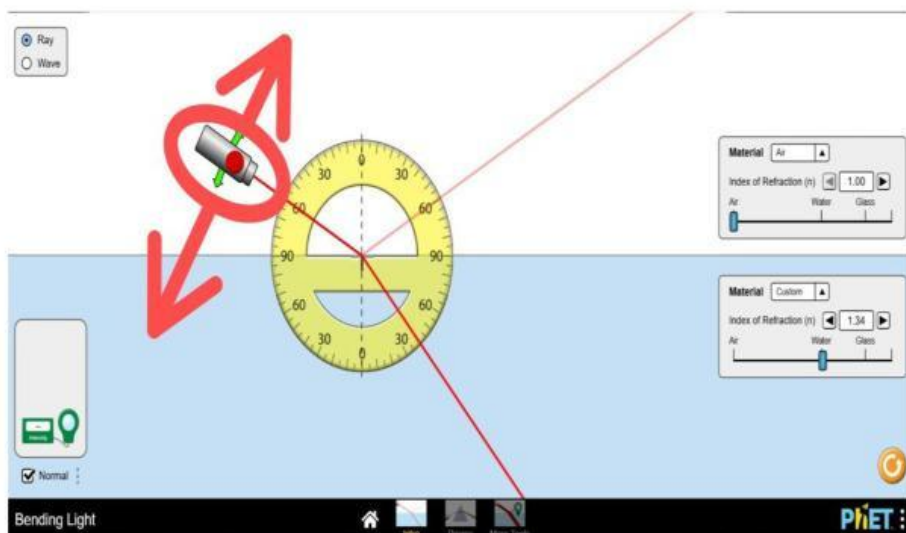 Ray
Wave
Material Air
Index of Refraction (n) 1.00
Air Water Glass
Material Custom
Index of Refraction (n) 1.34
Air Water Glass
0
30 30
60 60
90 90
60 60
30 30
0
Normal
Bending Light
PhET